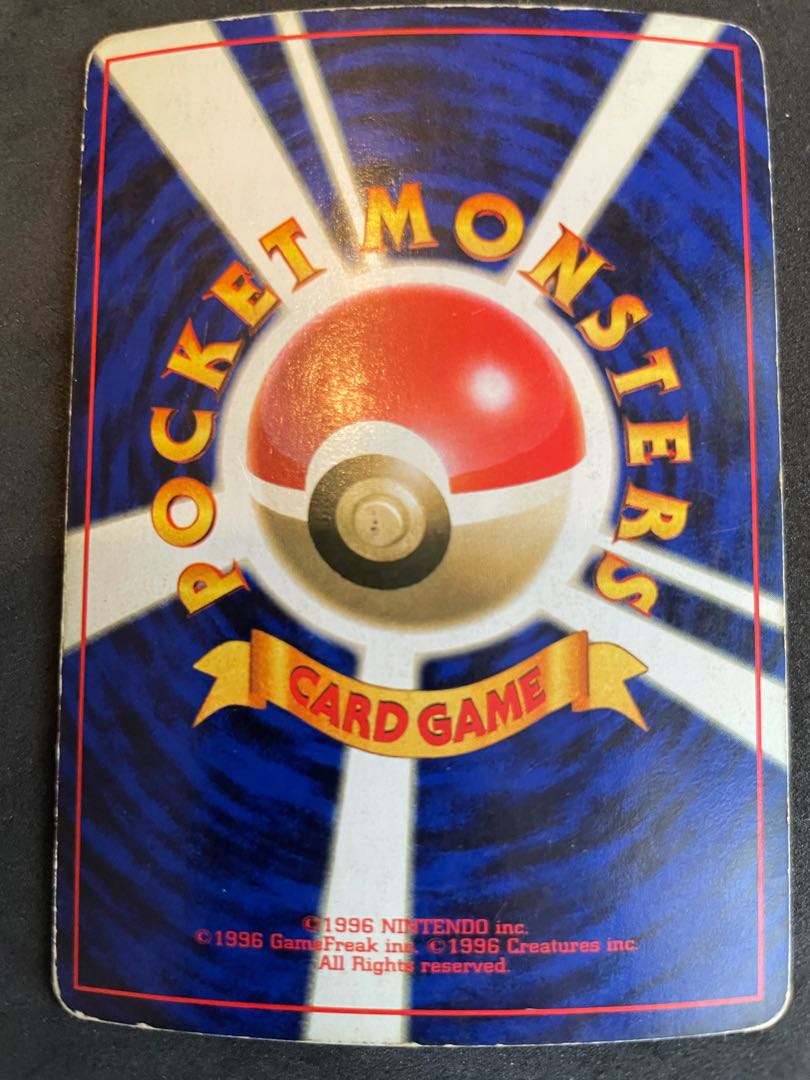 POCKET MONSTERS
CARD GAME
©1996 NINTENDO inc.
©1996 GameFreak inc. ©1996 Creatures inc.
All Rights reserved.